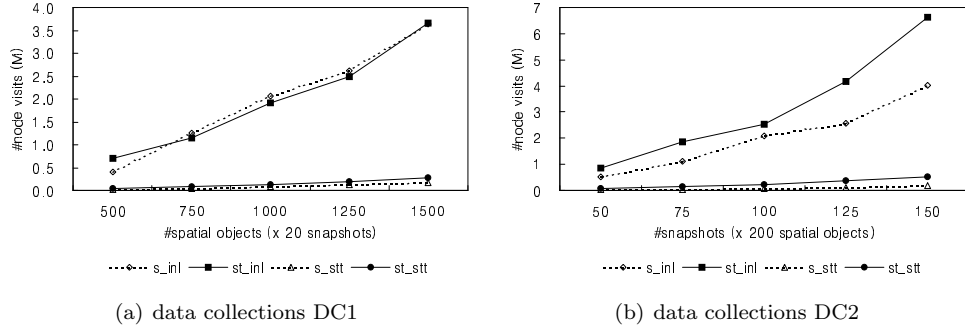 4.0
3.5
3.0
2.5
2.0
1.5
1.0
0.5
0.0
#node visits (M)
500 750 1000 1250 1500
#spatial objects (x 20 snapshots)
s_inl st_inl s_stt st_stt
(a) data collections DC1
7
6
5
4
3
2
1
0
#node visits (M)
50 75 100 125 150
#snapshots (x 200 spatial objects)
s_inl st_inl s_stt st_stt
(b) data collections DC2